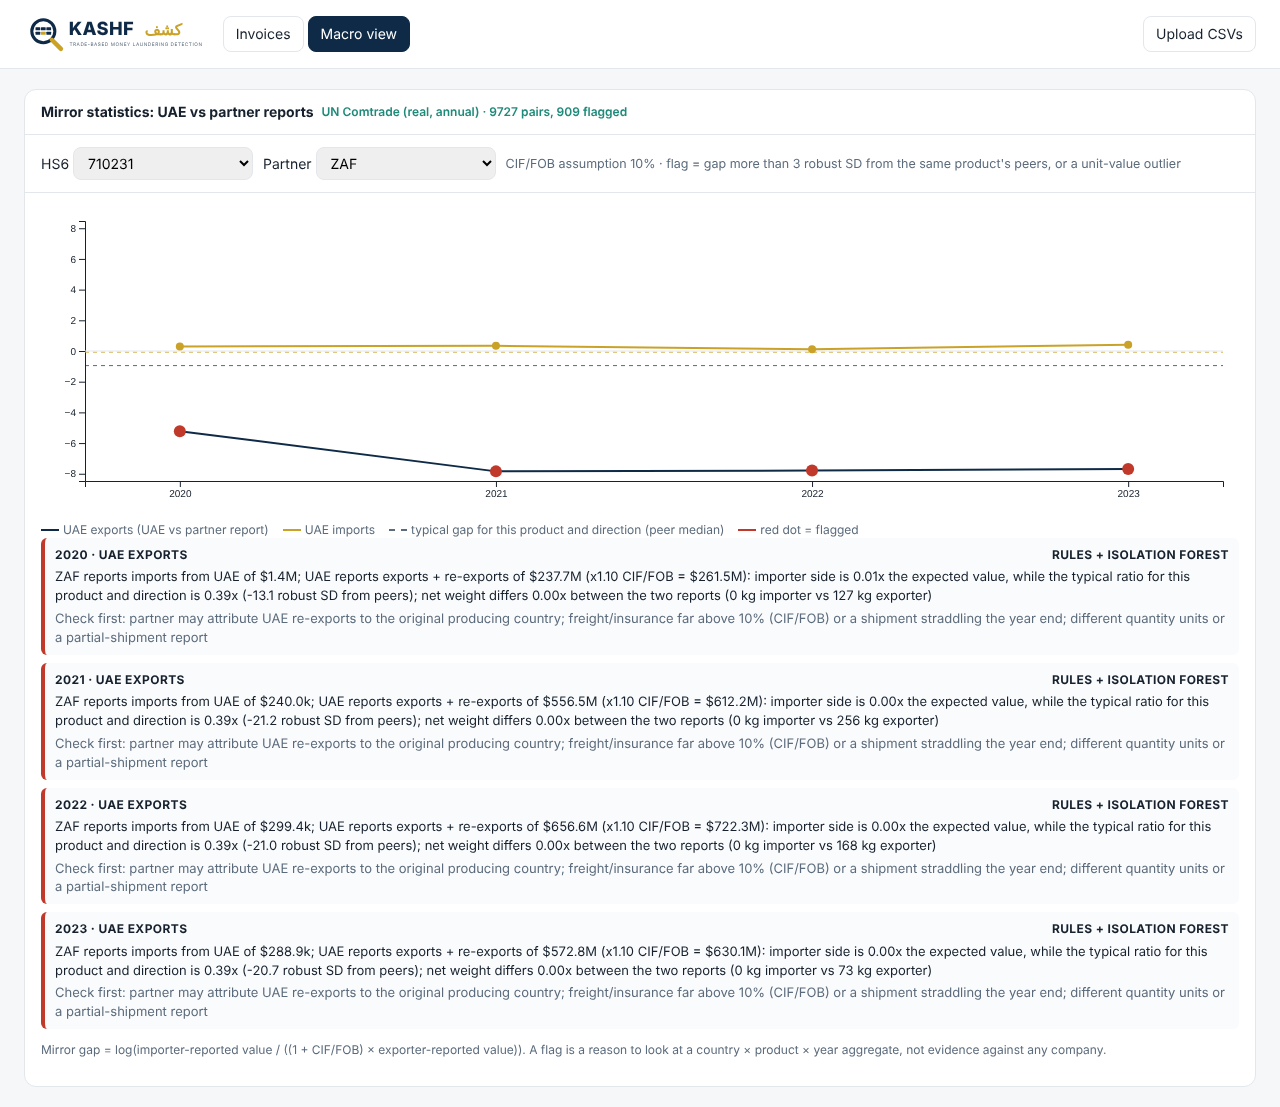 KASHF كشف
TRADE-BASED MONEY LAUNDERING DETECTION
Invoices
Macro view
Upload CSVs
Mirror statistics: UAE vs partner reports UN Comtrade (real, annual) · 9727 pairs, 909 flagged
HS6 710231 Partner ZAF CIF/FOB assumption 10% · flag = gap more than 3 robust SD from the same product's peers, or a unit-value outlier
8
6
4
2
0
−2
−4
−6
−8
2020 2021 2022 2023
UAE exports (UAE vs partner report) UAE imports typical gap for this product and direction (peer median) red dot = flagged
2020 · UAE EXPORTS RULES + ISOLATION FOREST
ZAF reports imports from UAE of $1.4M; UAE reports exports + re-exports of $237.7M (x1.10 CIF/FOB = $261.5M): importer side is 0.01x the expected value, while the typical ratio for this
product and direction is 0.39x (-13.1 robust SD from peers); net weight differs 0.00x between the two reports (0 kg importer vs 127 kg exporter)
Check first: partner may attribute UAE re-exports to the original producing country; freight/insurance far above 10% (CIF/FOB) or a shipment straddling the year end; different quantity units or
a partial-shipment report
2021 · UAE EXPORTS RULES + ISOLATION FOREST
ZAF reports imports from UAE of $240.0k; UAE reports exports + re-exports of $556.5M (x1.10 CIF/FOB = $612.2M): importer side is 0.00x the expected value, while the typical ratio for this
product and direction is 0.39x (-21.2 robust SD from peers); net weight differs 0.00x between the two reports (0 kg importer vs 256 kg exporter)
Check first: partner may attribute UAE re-exports to the original producing country; freight/insurance far above 10% (CIF/FOB) or a shipment straddling the year end; different quantity units or
a partial-shipment report
2022 · UAE EXPORTS RULES + ISOLATION FOREST
ZAF reports imports from UAE of $299.4k; UAE reports exports + re-exports of $656.6M (x1.10 CIF/FOB = $722.3M): importer side is 0.00x the expected value, while the typical ratio for this
product and direction is 0.39x (-21.0 robust SD from peers); net weight differs 0.00x between the two reports (0 kg importer vs 168 kg exporter)
Check first: partner may attribute UAE re-exports to the original producing country; freight/insurance far above 10% (CIF/FOB) or a shipment straddling the year end; different quantity units or
a partial-shipment report
2023 · UAE EXPORTS RULES + ISOLATION FOREST
ZAF reports imports from UAE of $288.9k; UAE reports exports + re-exports of $572.8M (x1.10 CIF/FOB = $630.1M): importer side is 0.00x the expected value, while the typical ratio for this
product and direction is 0.39x (-20.7 robust SD from peers); net weight differs 0.00x between the two reports (0 kg importer vs 73 kg exporter)
Check first: partner may attribute UAE re-exports to the original producing country; freight/insurance far above 10% (CIF/FOB) or a shipment straddling the year end; different quantity units or
a partial-shipment report
Mirror gap = log(importer-reported value / ((1 + CIF/FOB) × exporter-reported value)). A flag is a reason to look at a country × product × year aggregate, not evidence against any company.